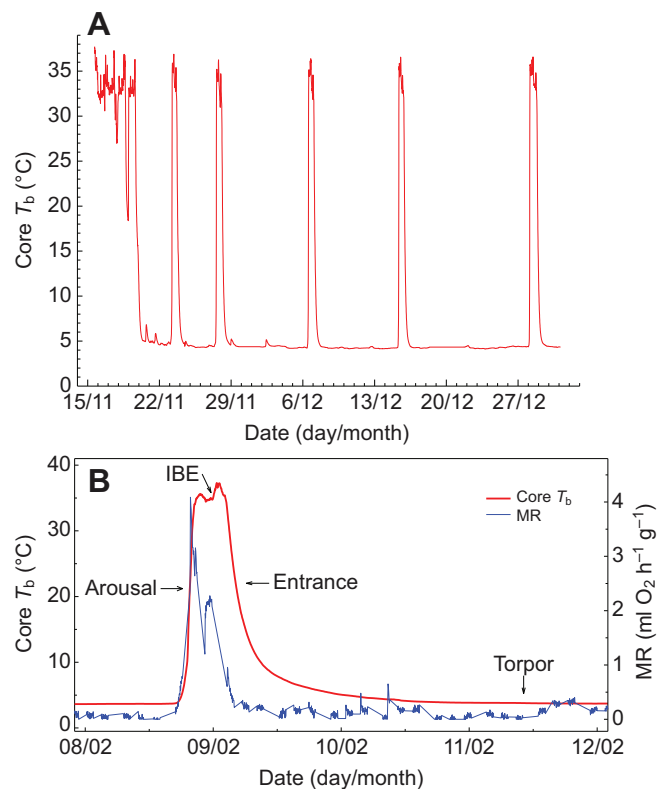 A
Core Tb (°C)
35
30
25
20
15
10
5
0
15/11 22/11 29/11 6/12 13/12 20/12 27/12
Date (day/month)
B
Core Tb (°C)
40
30
20
10
0
IBE
Arousal
Entrance
Torpor
Core Tb
MR
4
3
2
1
0
MR (ml O2 h−1 g−1)
08/02 09/02 10/02 11/02 12/02
Date (day/month)